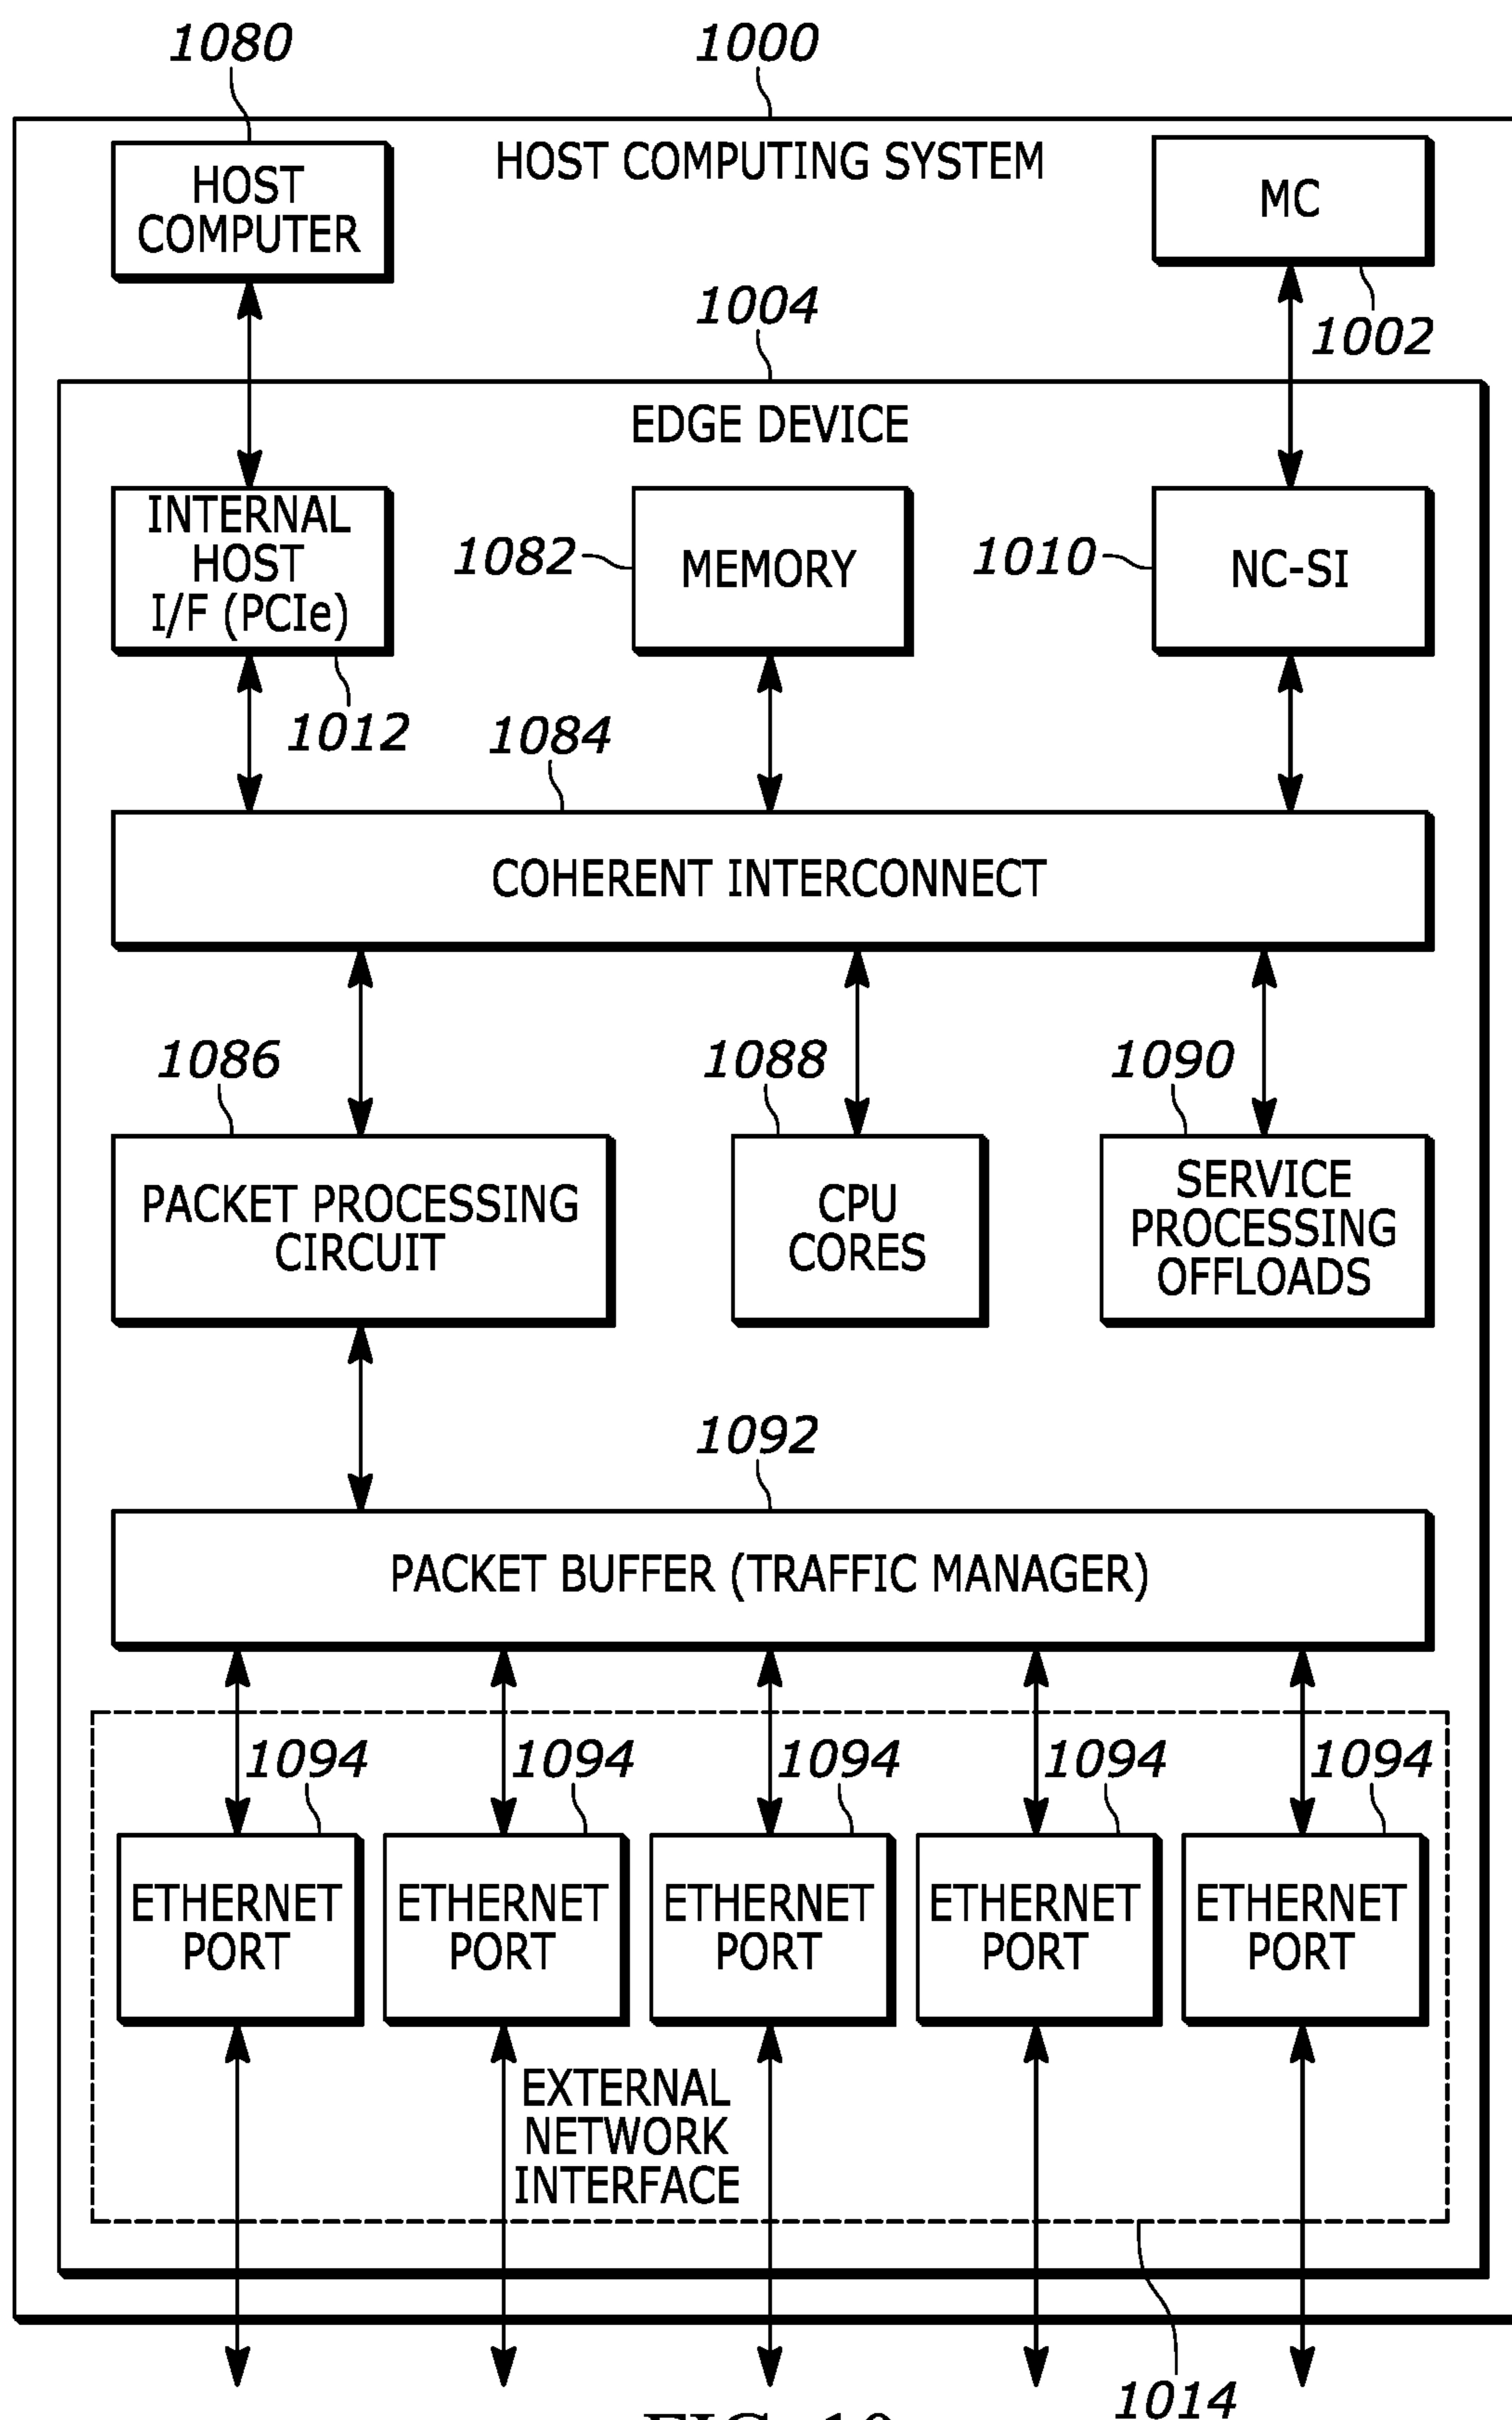 1080
1000
HOST COMPUTING SYSTEM
HOST
COMPUTER
MC
1004
1002
EDGE DEVICE
INTERNAL
HOST
I/F (PCIe)
1082
MEMORY
1010
NC-SI
1012
1084
COHERENT INTERCONNECT
1086
1088
1090
PACKET PROCESSING
CIRCUIT
CPU
CORES
SERVICE
PROCESSING
OFFLOADS
1092
PACKET BUFFER (TRAFFIC MANAGER)
1094
1094
1094
1094
1094
ETHERNET
PORT
ETHERNET
PORT
ETHERNET
PORT
ETHERNET
PORT
ETHERNET
PORT
EXTERNAL
NETWORK
INTERFACE
1014
FIG. 10